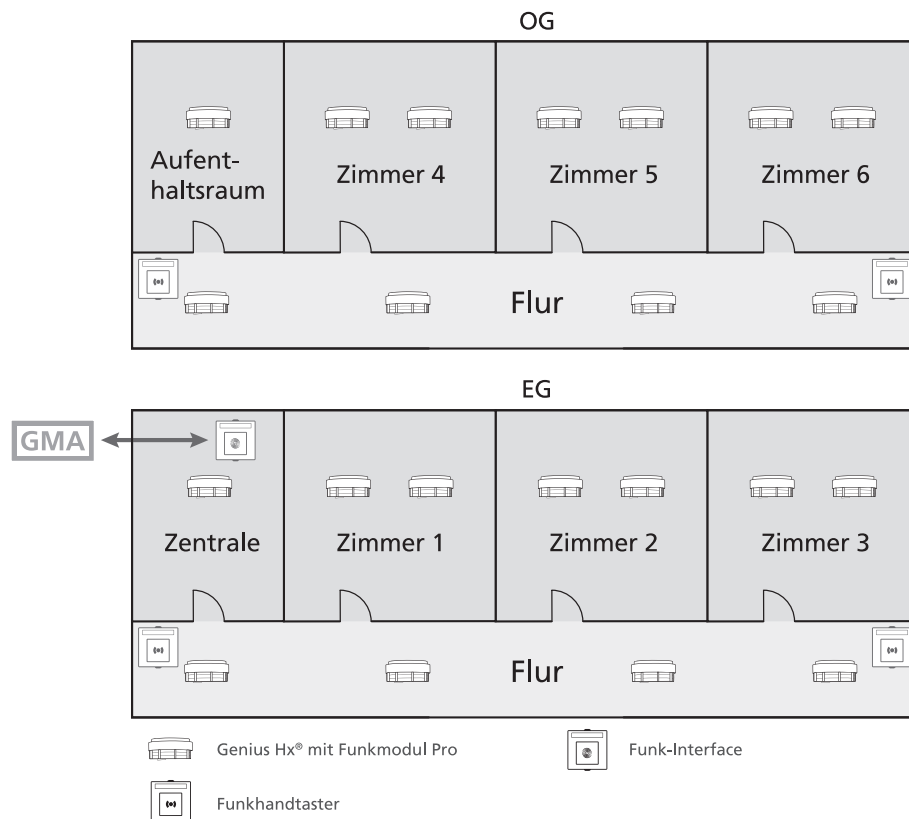 OG
Aufent-
haltsraum
Zimmer 4
Zimmer 5
Zimmer 6
Flur
EG
GMA
Zentrale
Zimmer 1
Zimmer 2
Zimmer 3
Flur
Genius Hx® mit Funkmodul Pro
Funk-Interface
Funkhandtaster